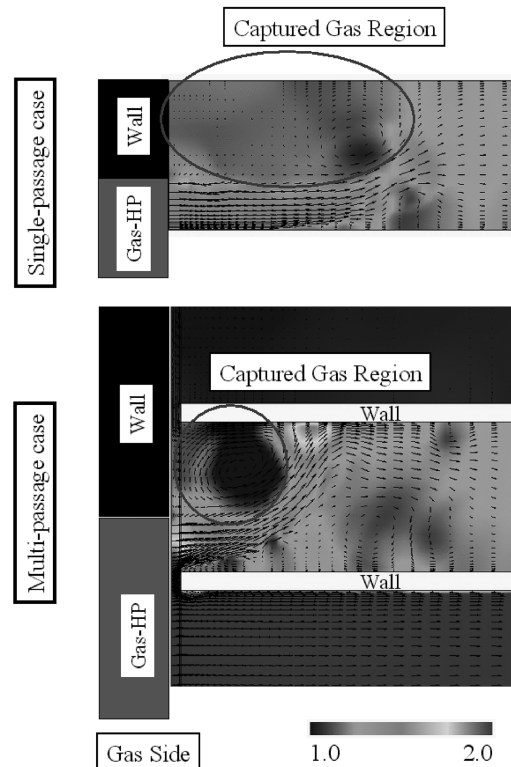 Captured Gas Region
Single-passage case
Wall
Gas-HP
Captured Gas Region
Wall
Multi-passage case
Wall
Wall
Gas-HP
Gas Side
1.0
2.0